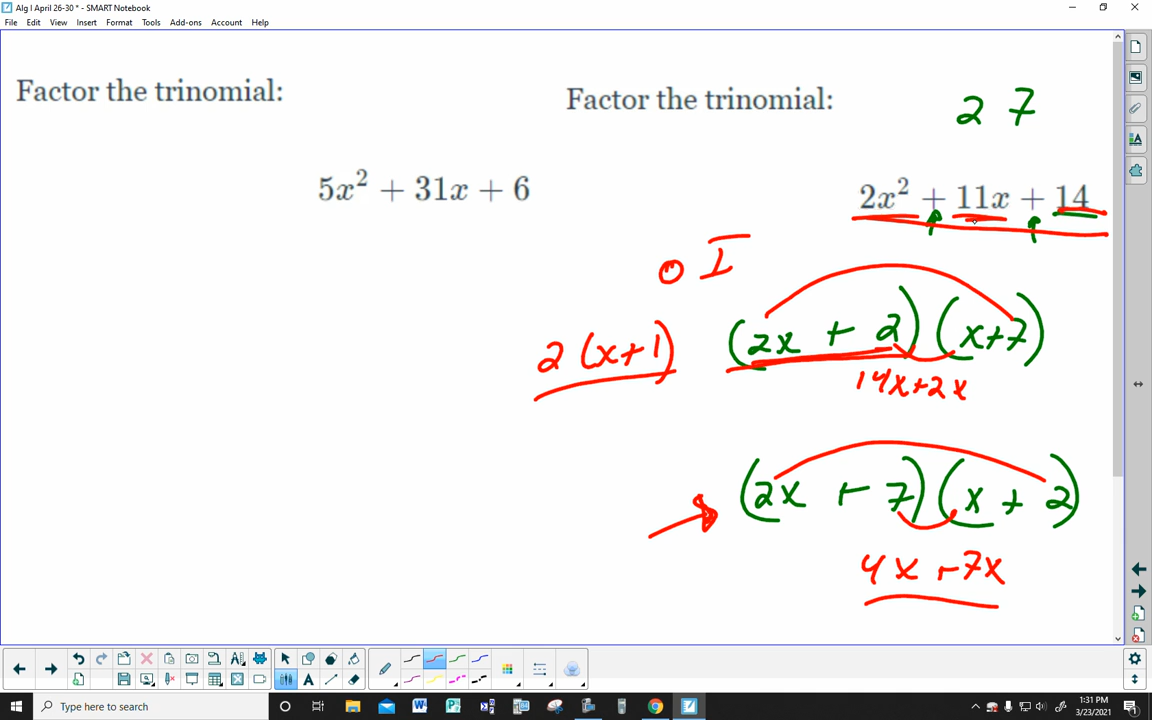 Alg I April 26-30 * - SMART Notebook
File Edit View Insert Format Tools Add-ons Account Help
Factor the trinomial:
5x² + 31x + 6
Factor the trinomial:
2 7
2x² + 11x + 14
O I
2 (x+1)
(2x + 2) (x+7)
14x+2x
(2x + 7) (x + 2)
4x +7x
Type here to search
1:31 PM
3/23/2021